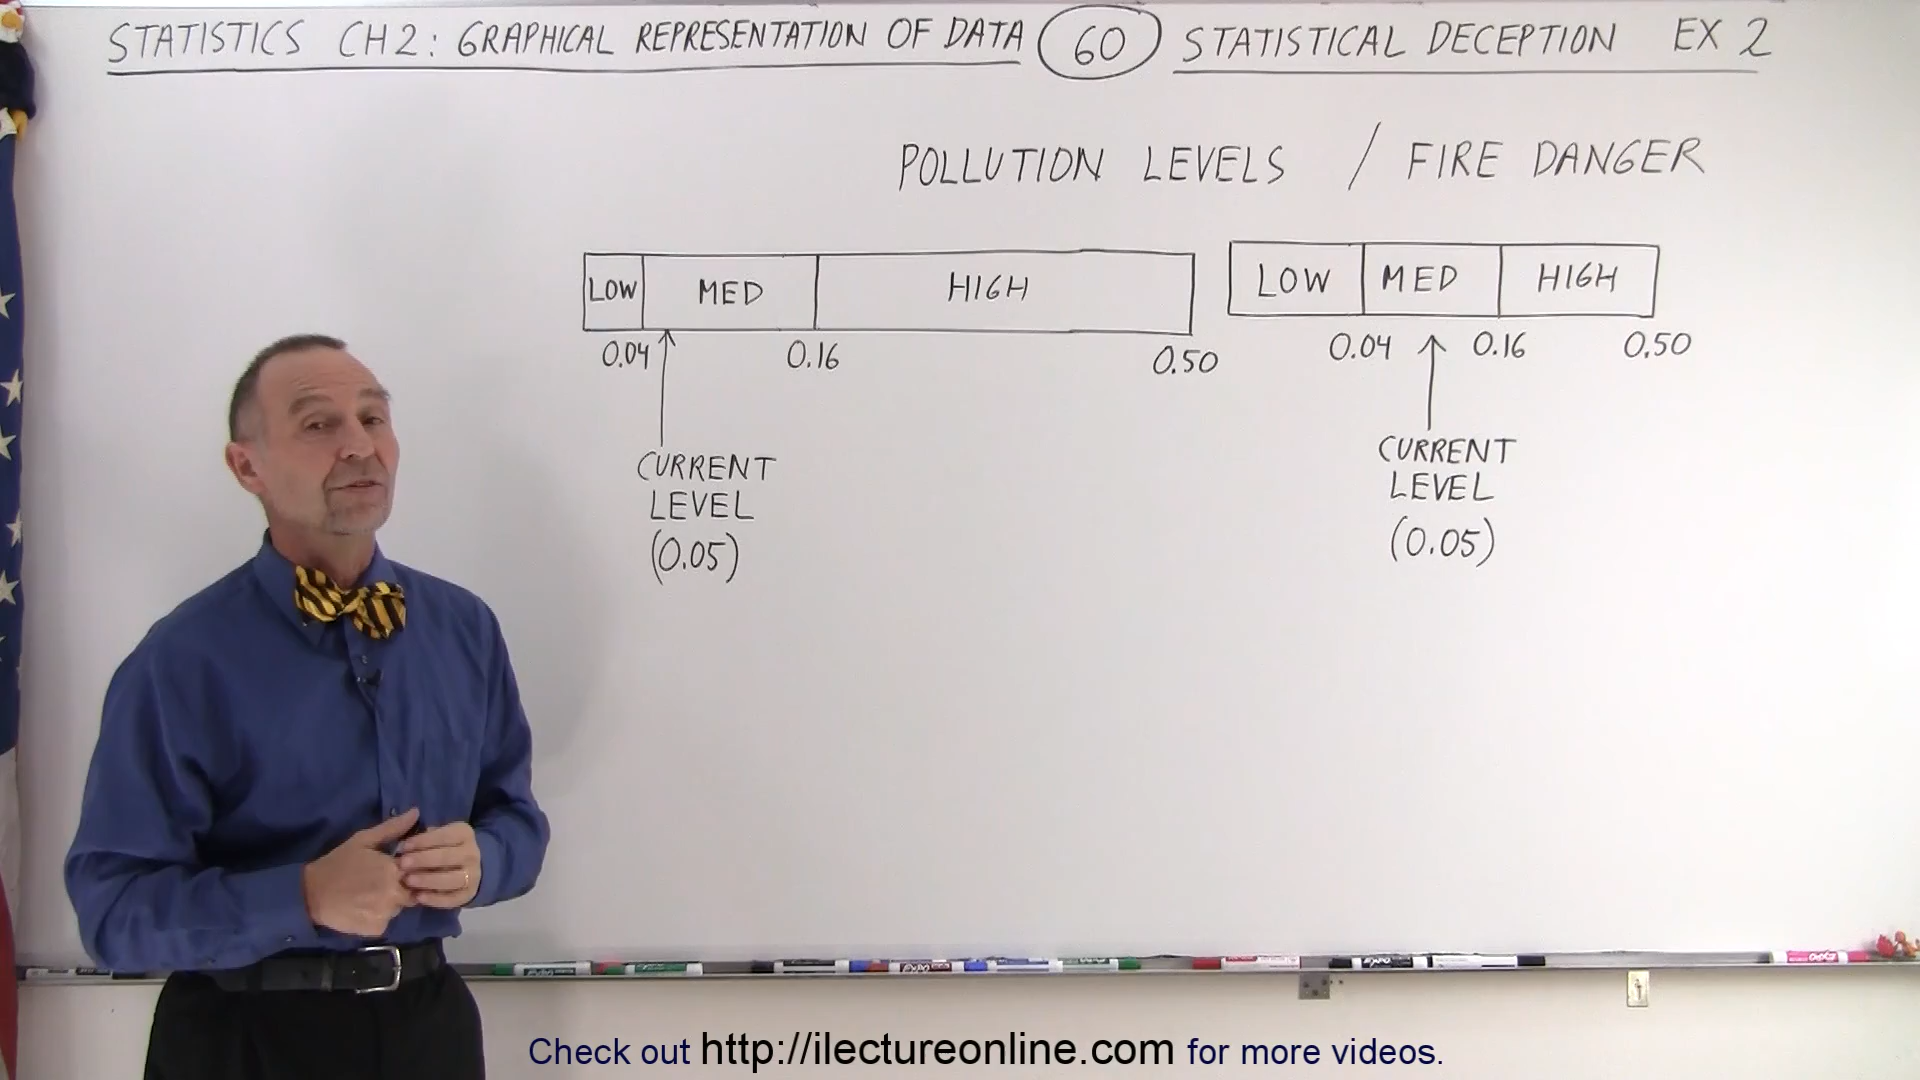 STATISTICS CH 2: GRAPHICAL REPRESENTATION OF DATA 60 STATISTICAL DECEPTION EX 2
POLLUTION LEVELS / FIRE DANGER
LOW MED HIGH
0.04 0.16 0.50
CURRENT
LEVEL
(0.05)
LOW MED HIGH
0.04 0.16 0.50
CURRENT
LEVEL
(0.05)
Check out http://ilectureonline.com for more videos.